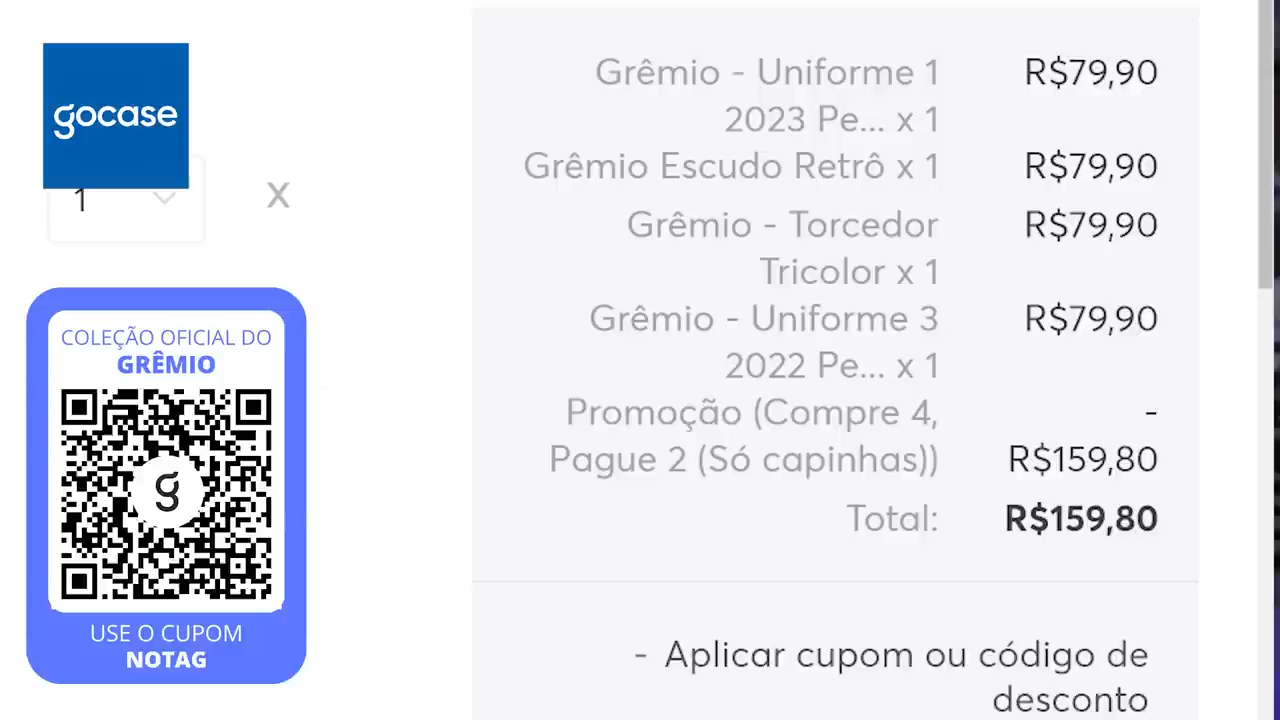 gocase
1
X
COLEÇÃO OFICIAL DO
GRÊMIO
g
USE O CUPOM
NOTAG
Grêmio - Uniforme 1 R$79,90
2023 Pe... x 1
Grêmio Escudo Retrô x 1 R$79,90
Grêmio - Torcedor R$79,90
Tricolor x 1
Grêmio - Uniforme 3 R$79,90
2022 Pe... x 1
Promoção (Compre 4, -
Pague 2 (Só capinhas)) R$159,80
Total: R$159,80
- Aplicar cupom ou código de
desconto